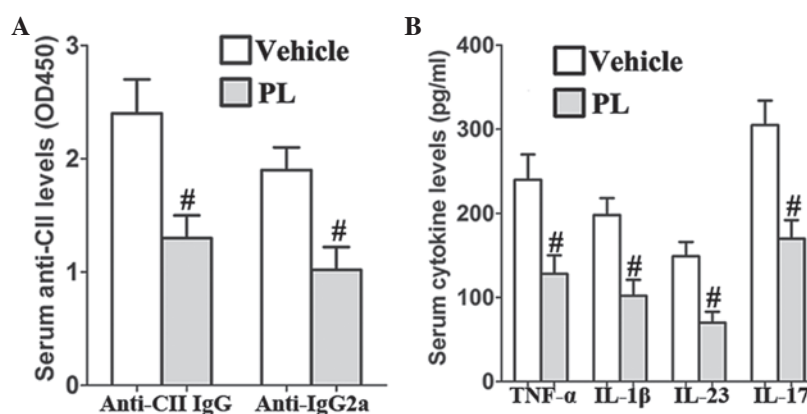 A
Serum anti-CII levels (OD450)
3
2
1
0
Vehicle
PL
#
#
Anti-CII IgG
Anti-IgG2a
B
Serum cytokine levels (pg/ml)
400
300
200
100
0
Vehicle
PL
#
#
#
#
TNF-α
IL-1β
IL-23
IL-17